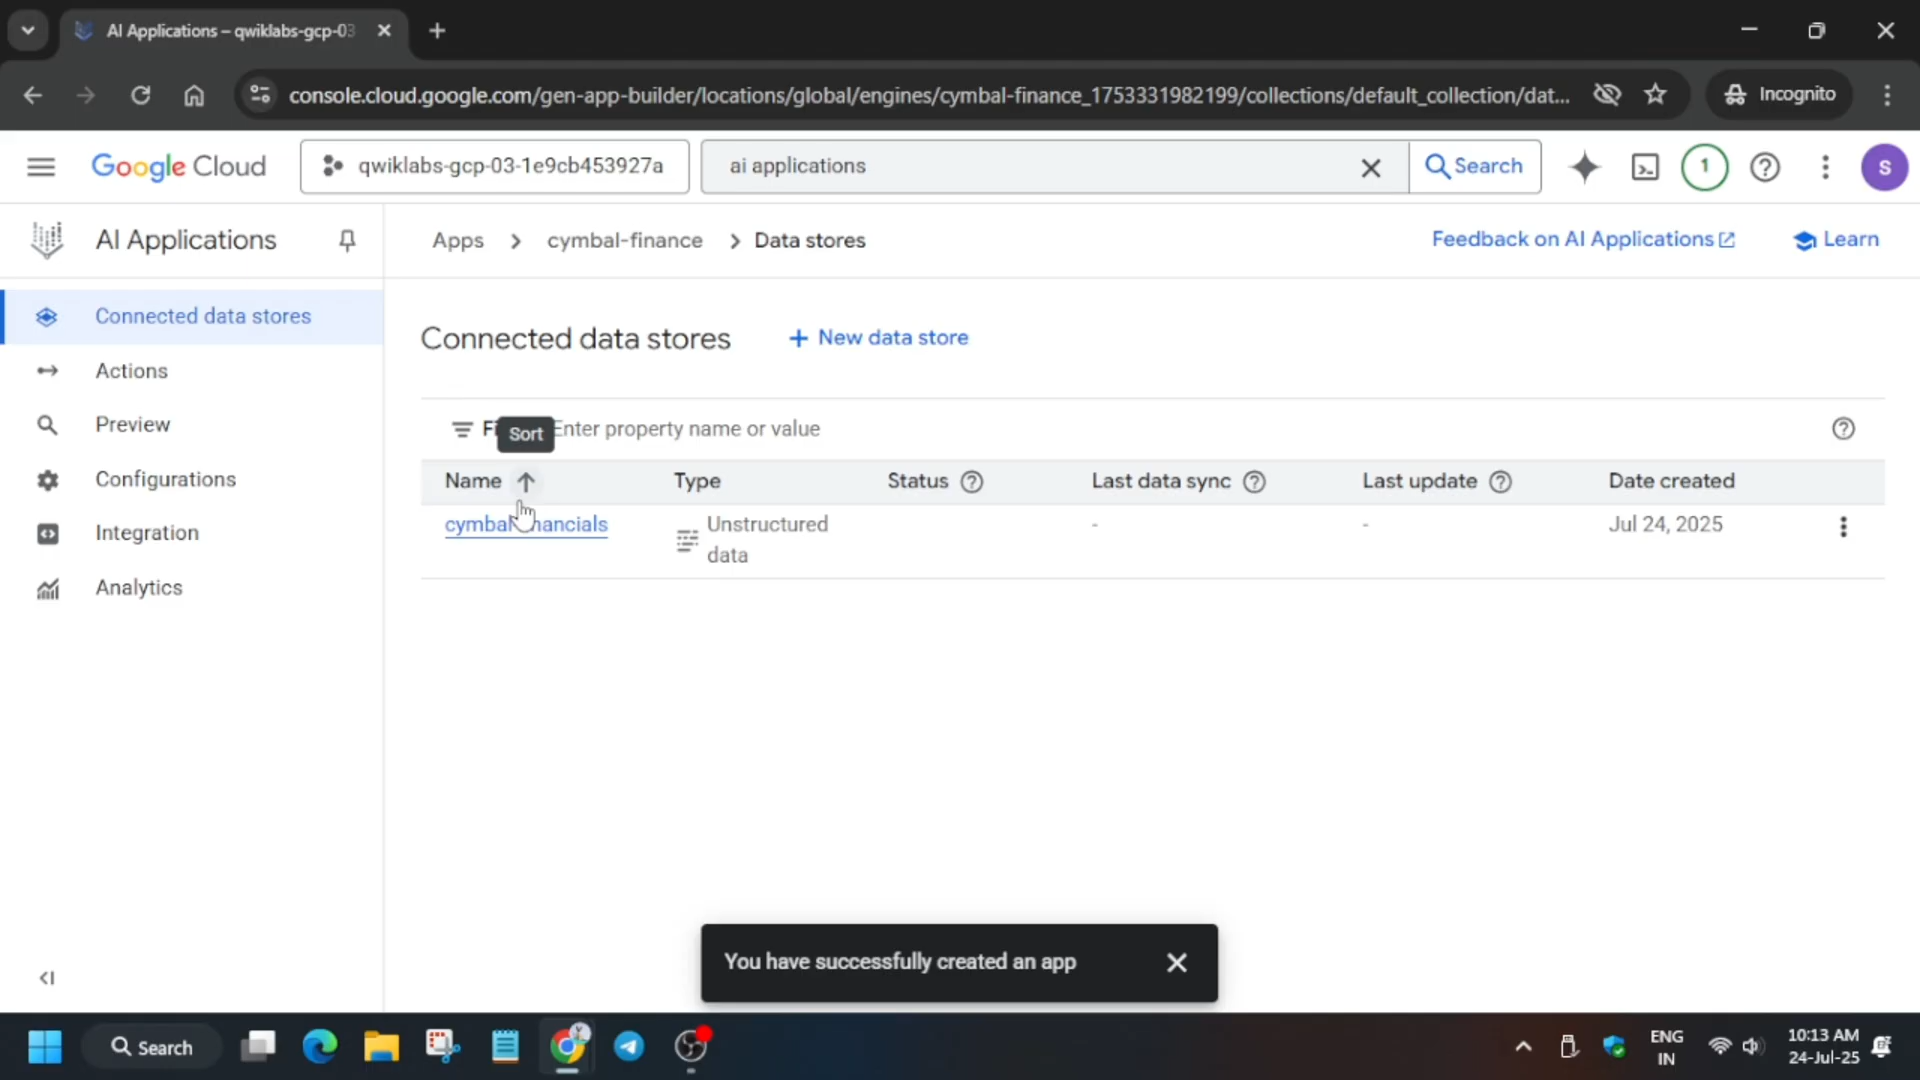 AI Applications – qwiklabs-gcp-03
console.cloud.google.com/gen-app-builder/locations/global/engines/cymbal-finance_1753331982199/collections/default_collection/dat...
Incognito
Google Cloud
qwiklabs-gcp-03-1e9cb453927a
ai applications
Search
1
S
AI Applications
Apps
cymbal-finance
Data stores
Feedback on AI Applications
Learn
Connected data stores
Actions
Preview
Configurations
Integration
Analytics
Connected data stores
New data store
Sort
Enter property name or value
Name
Type
Status
Last data sync
Last update
Date created
Unstructured data
-
-
Jul 24, 2025
You have successfully created an app
Search
ENG
IN
10:13 AM
24-Jul-25